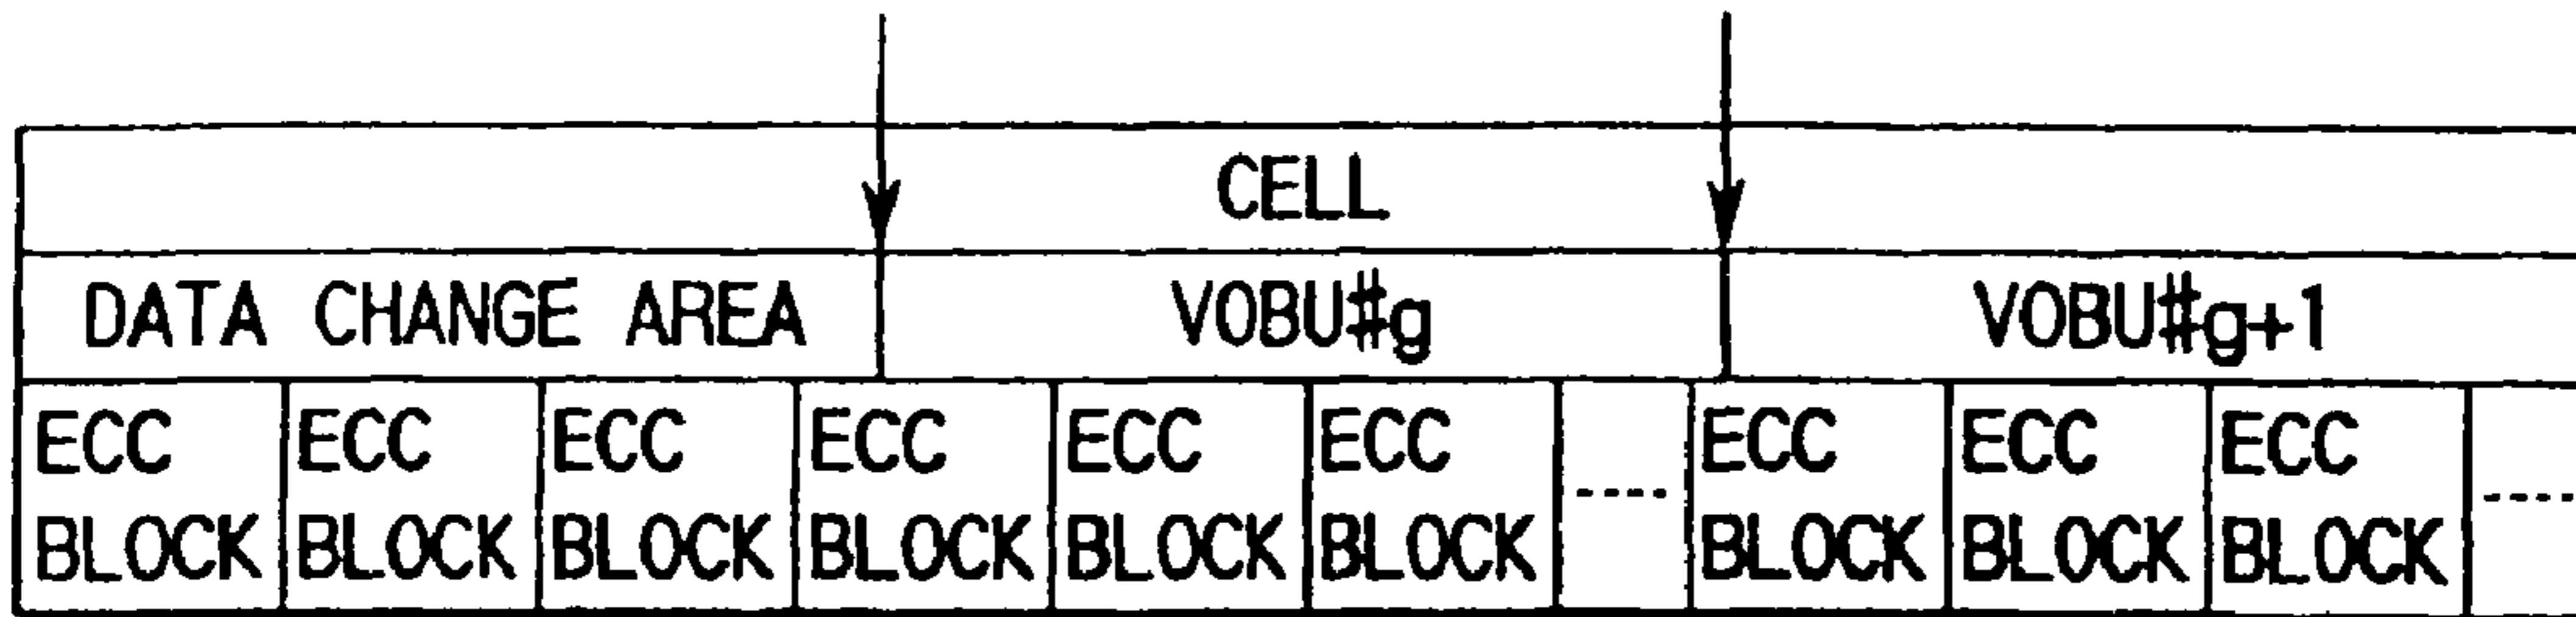 CELL
DATA CHANGE AREA VOBU#g VOBU#g+1
ECC ECC ECC ECC ECC ECC ---- ECC ECC ECC ----
BLOCK BLOCK BLOCK BLOCK BLOCK BLOCK BLOCK BLOCK BLOCK